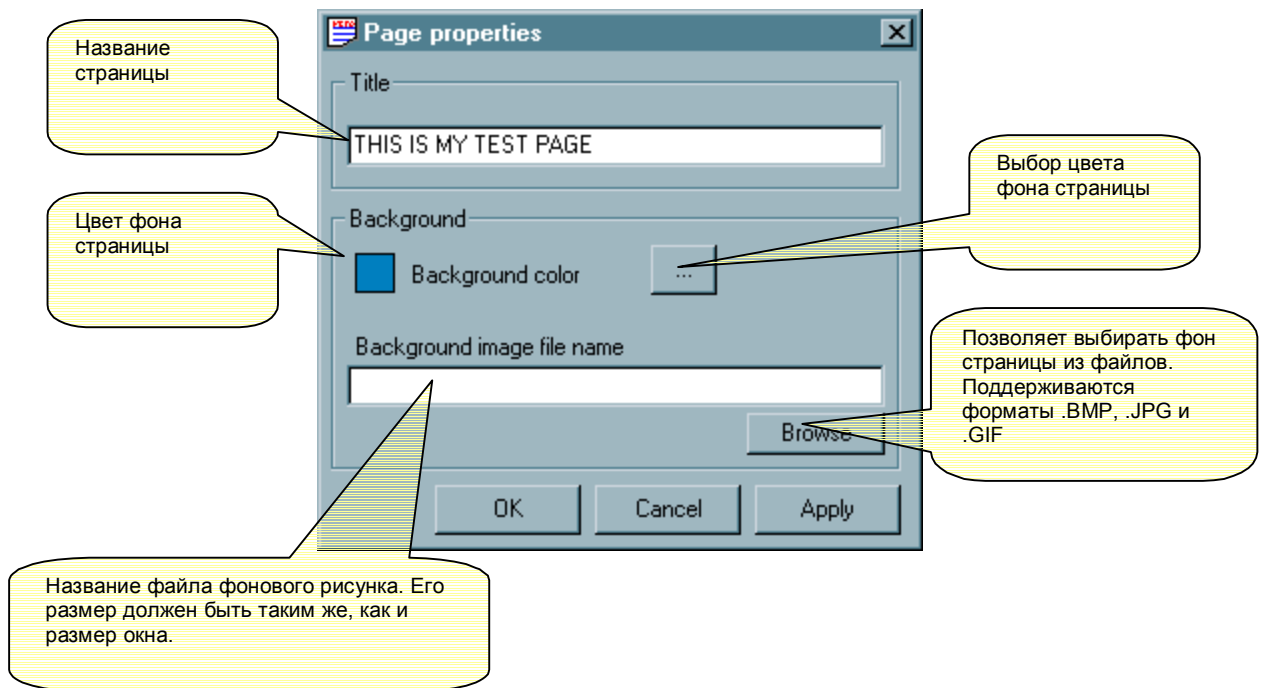 Название
страницы
Page properties
Title
THIS IS MY TEST PAGE
Выбор цвета
фона страницы
Цвет фона
страницы
Background
Background color
...
Позволяет выбирать фон
страницы из файлов.
Поддерживаются
форматы .BMP, .JPG и
.GIF
Background image file name
Browse
OK
Cancel
Apply
Название файла фонового рисунка. Его
размер должен быть таким же, как и
размер окна.